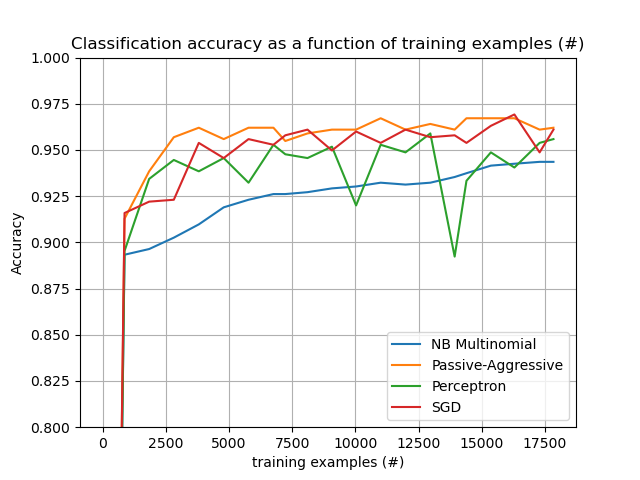 Classification accuracy as a function of training examples (#)
1.000
0.975
0.950
0.925
0.900
0.875
0.850
0.825
0.800
Accuracy
NB Multinomial
Passive-Aggressive
Perceptron
SGD
0 2500 5000 7500 10000 12500 15000 17500
training examples (#)